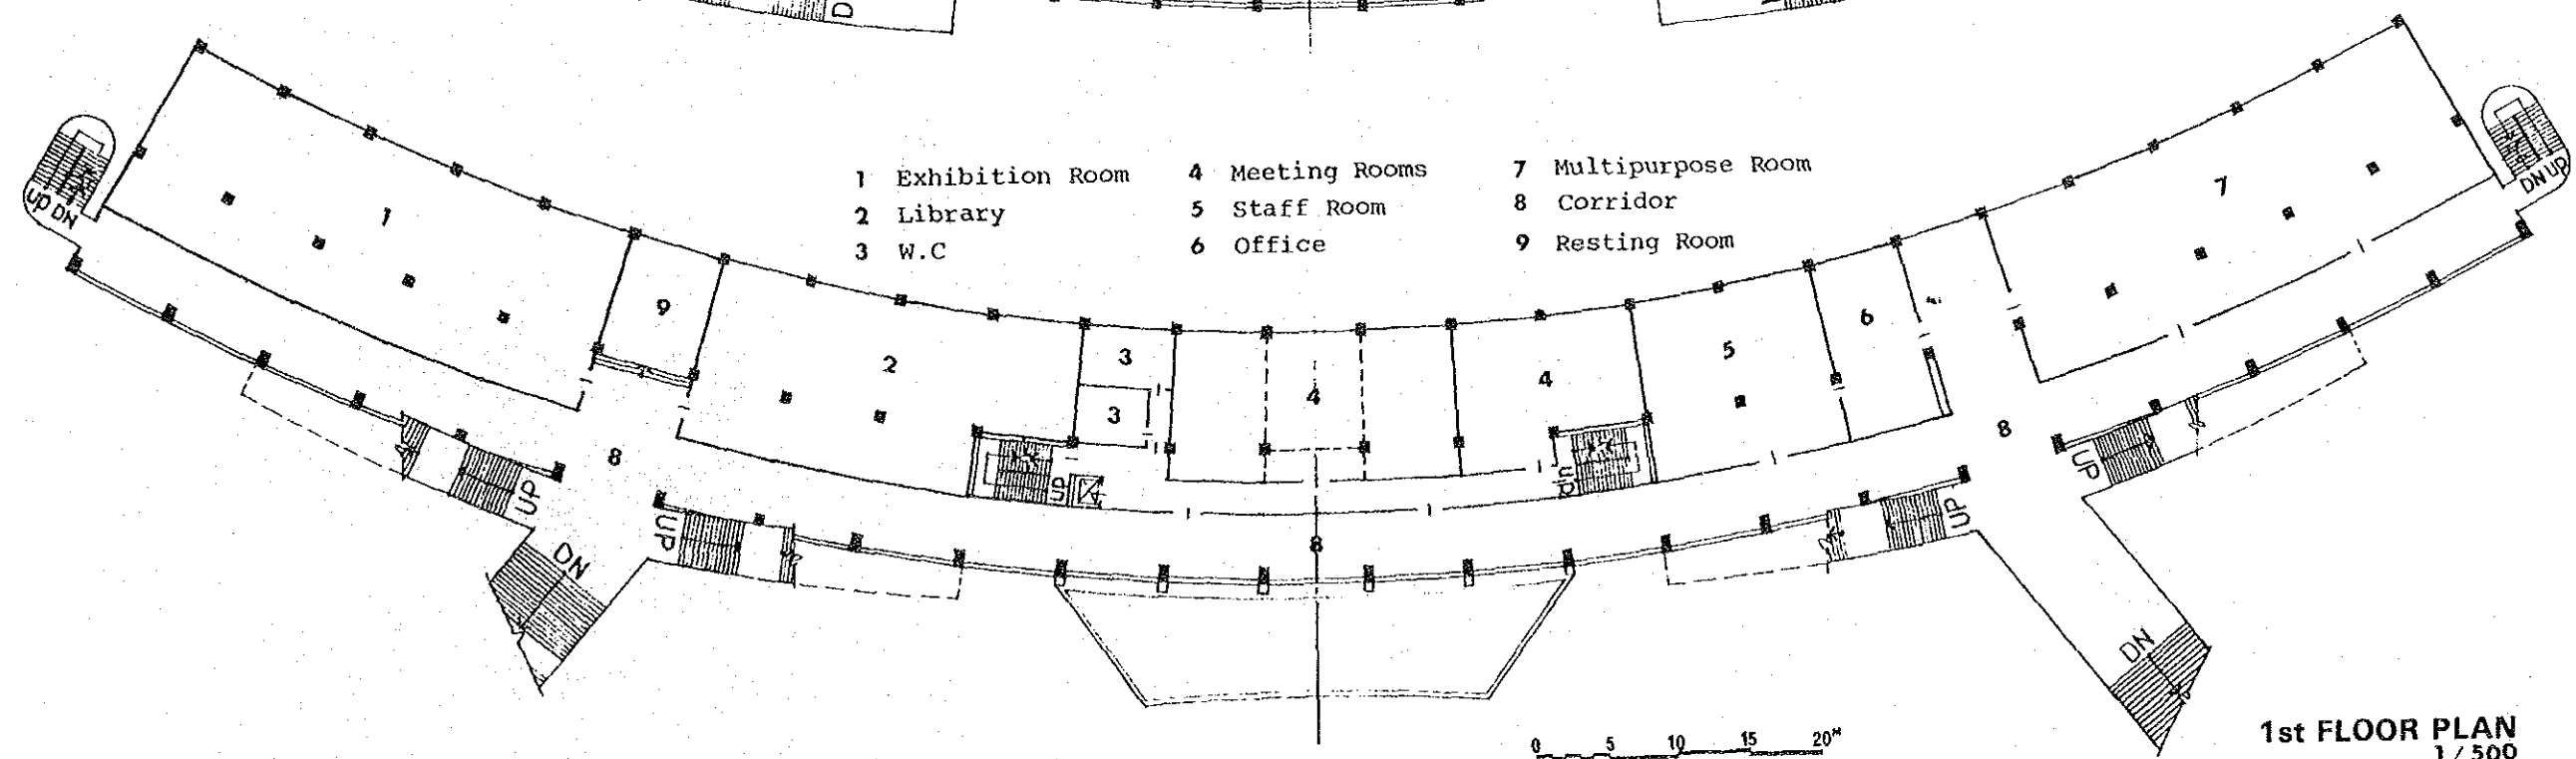 D
1 Exhibition Room
2 Library
3 W.C
4 Meeting Rooms
5 Staff Room
6 Office
7 Multipurpose Room
8 Corridor
9 Resting Room
UP DN
1
9
2
3
3
4
4
5
6
7
DN UP
8
8
8
UP
UP
UP
UP
UP
UP
DN
DN
0 5 10 15 20M
1st FLOOR PLAN
1/500